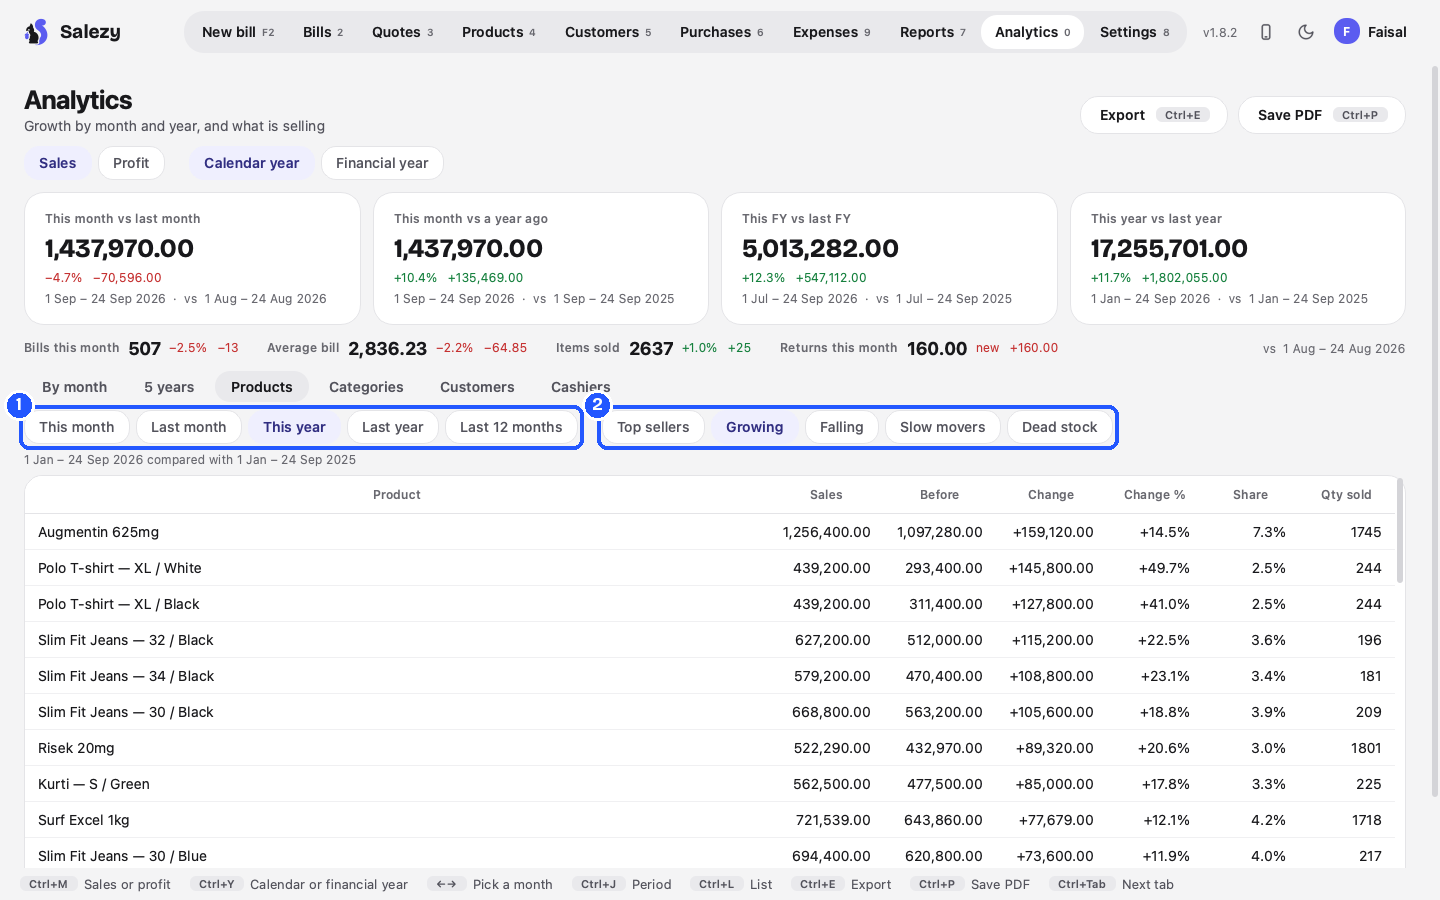 Salezy
New bill F2 Bills 2 Quotes 3 Products 4 Customers 5 Purchases 6 Expenses 9 Reports 7 Analytics 0 Settings 8 v1.8.2 F Faisal
Analytics
Growth by month and year, and what is selling
Export Ctrl+E Save PDF Ctrl+P
Sales Profit Calendar year Financial year
This month vs last month
1,437,970.00
−4.7% −70,596.00
1 Sep – 24 Sep 2026 · vs 1 Aug – 24 Aug 2026
This month vs a year ago
1,437,970.00
+10.4% +135,469.00
1 Sep – 24 Sep 2026 · vs 1 Sep – 24 Sep 2025
This FY vs last FY
5,013,282.00
+12.3% +547,112.00
1 Jul – 24 Sep 2026 · vs 1 Jul – 24 Sep 2025
This year vs last year
17,255,701.00
+11.7% +1,802,055.00
1 Jan – 24 Sep 2026 · vs 1 Jan – 24 Sep 2025
Bills this month 507 −2.5% −13 Average bill 2,836.23 −2.2% −64.85 Items sold 2637 +1.0% +25 Returns this month 160.00 new +160.00 vs 1 Aug – 24 Aug 2026
By month 5 years Products Categories Customers Cashiers
1 This month Last month This year Last year Last 12 months 2 Top sellers Growing Falling Slow movers Dead stock
1 Jan – 24 Sep 2026 compared with 1 Jan – 24 Sep 2025
Product Sales Before Change Change % Share Qty sold
Augmentin 625mg 1,256,400.00 1,097,280.00 +159,120.00 +14.5% 7.3% 1745
Polo T-shirt — XL / White 439,200.00 293,400.00 +145,800.00 +49.7% 2.5% 244
Polo T-shirt — XL / Black 439,200.00 311,400.00 +127,800.00 +41.0% 2.5% 244
Slim Fit Jeans — 32 / Black 627,200.00 512,000.00 +115,200.00 +22.5% 3.6% 196
Slim Fit Jeans — 34 / Black 579,200.00 470,400.00 +108,800.00 +23.1% 3.4% 181
Slim Fit Jeans — 30 / Black 668,800.00 563,200.00 +105,600.00 +18.8% 3.9% 209
Risek 20mg 522,290.00 432,970.00 +89,320.00 +20.6% 3.0% 1801
Kurti — S / Green 562,500.00 477,500.00 +85,000.00 +17.8% 3.3% 225
Surf Excel 1kg 721,539.00 643,860.00 +77,679.00 +12.1% 4.2% 1718
Slim Fit Jeans — 30 / Blue 694,400.00 620,800.00 +73,600.00 +11.9% 4.0% 217
Ctrl+M Sales or profit Ctrl+Y Calendar or financial year ←→ Pick a month Ctrl+J Period Ctrl+L List Ctrl+E Export Ctrl+P Save PDF Ctrl+Tab Next tab